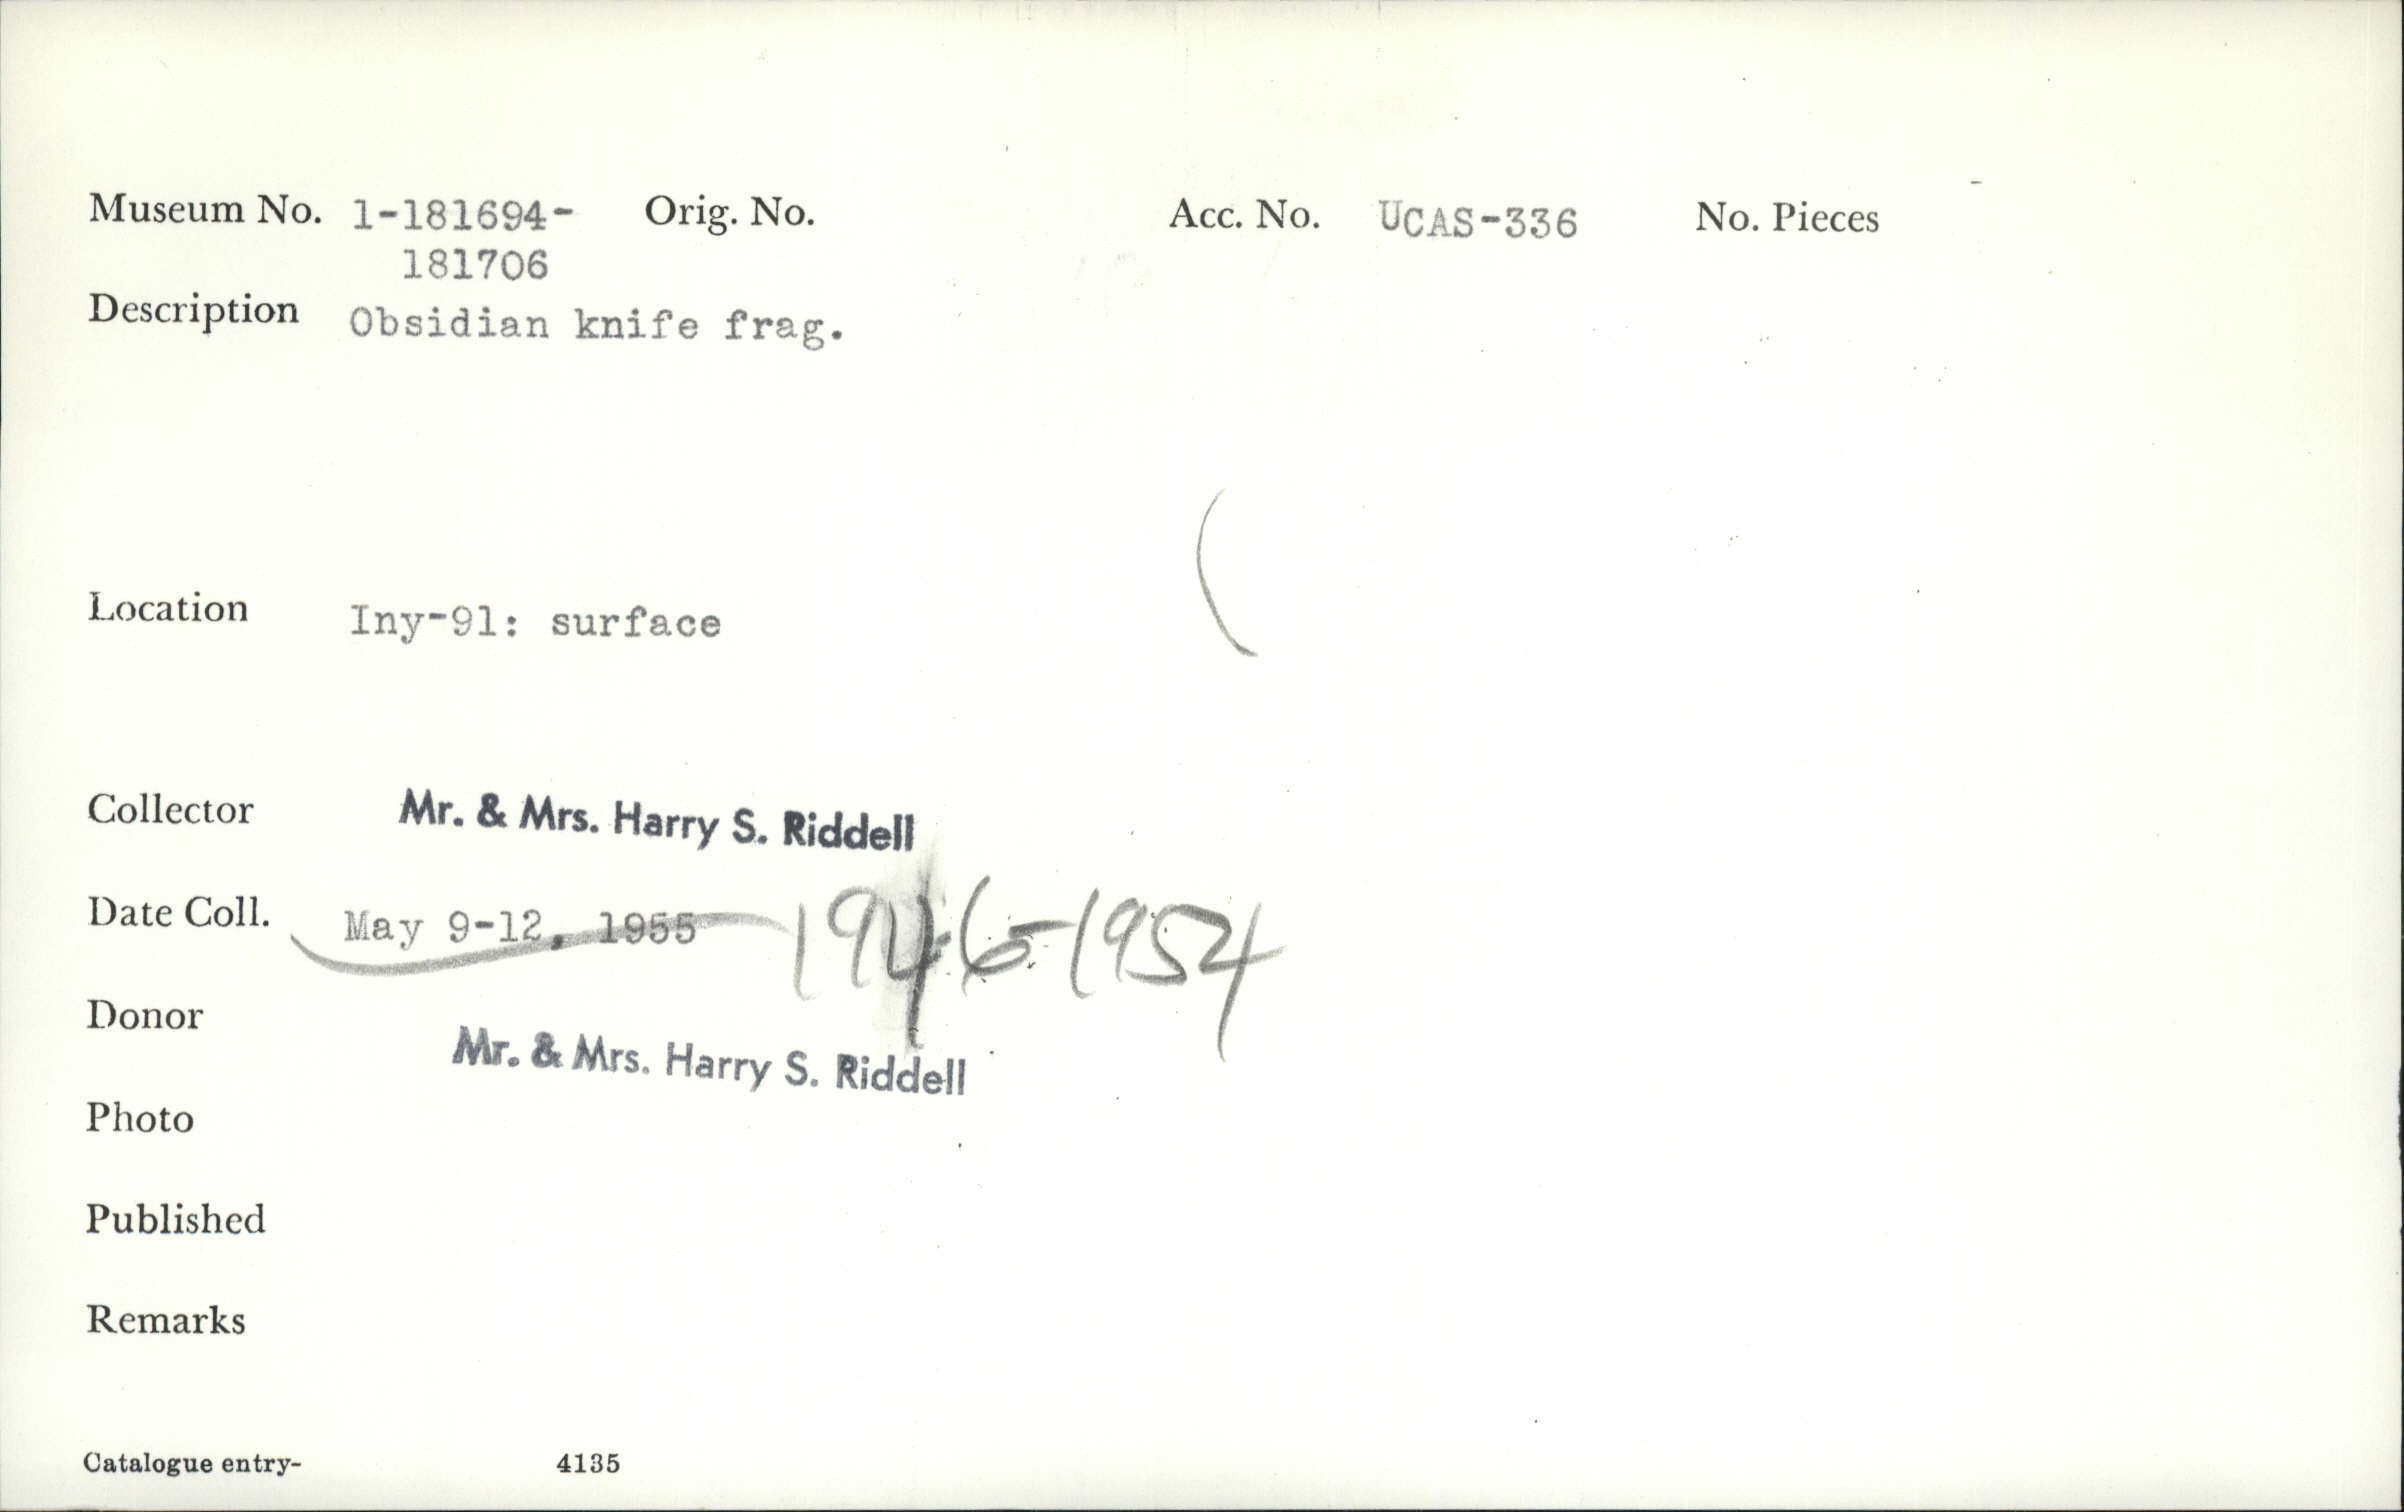 Museum No. 1-181694- Orig. No. Acc. No. UCAS-336 No. Pieces
181706
Description Obsidian knife frag.
Location Iny-91: surface
Collector Mr. & Mrs. Harry S. Riddell
Date Coll. May 9-12, 1955 1946-1954
Donor
Mr. & Mrs. Harry S. Riddell
Photo
Published
Remarks
Catalogue entry- 4135